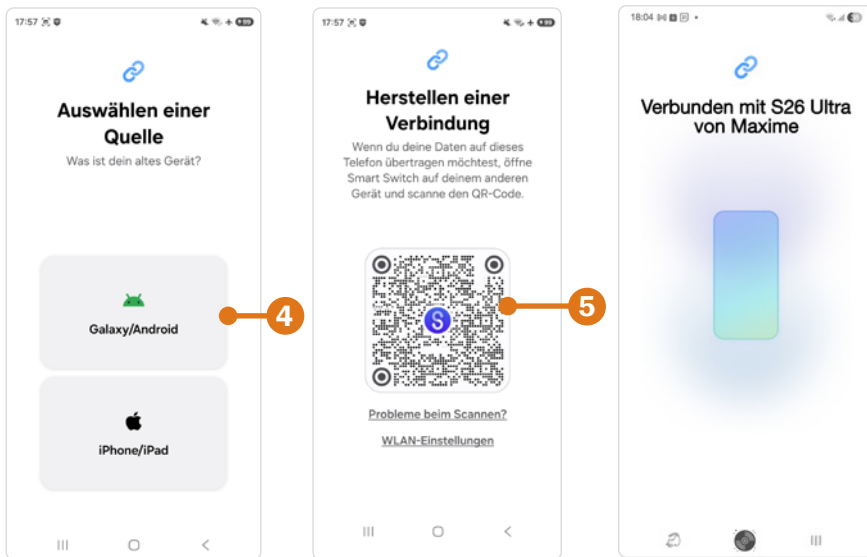 17:57
99
Auswählen einer
Quelle
Was ist dein altes Gerät?
Galaxy/Android
4
iPhone/iPad
17:57
99
Herstellen einer
Verbindung
Wenn du deine Daten auf dieses
Telefon übertragen möchtest, öffne
Smart Switch auf deinem anderen
Gerät und scanne den QR-Code.
S
5
Probleme beim Scannen?
WLAN-Einstellungen
18:04
Verbunden mit S26 Ultra
von Maxime